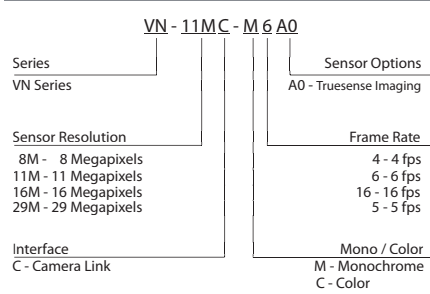 VN - 11MC - M6A0
Series Sensor Options
VN Series A0 - Truesense Imaging
Sensor Resolution Frame Rate
8M - 8 Megapixels 4 - 4 fps
11M - 11 Megapixels 6 - 6 fps
16M - 16 Megapixels 16 - 16 fps
29M - 29 Megapixels 5 - 5 fps
Interface Mono / Color
C - Camera Link M - Monochrome
C - Color